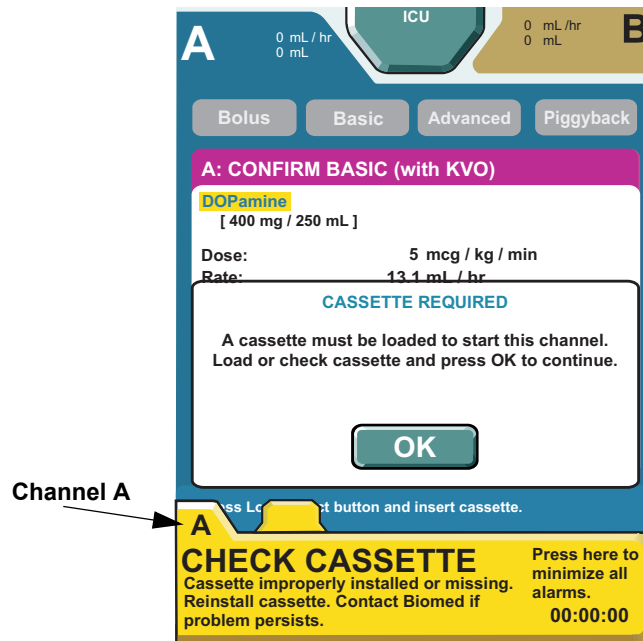 A
0 mL / hr
0 mL
ICU
0 mL /hr
0 mL
B
Bolus
Basic
Advanced
Piggyback
A: CONFIRM BASIC (with KVO)
DOPamine
[ 400 mg / 250 mL ]
Dose: 5 mcg / kg / min
Rate: 13.1 mL / hr
CASSETTE REQUIRED
A cassette must be loaded to start this channel.
Load or check cassette and press OK to continue.
OK
Channel A
button and insert cassette.
A
CHECK CASSETTE
Cassette improperly installed or missing.
Reinstall cassette. Contact Biomed if
problem persists.
Press here to
minimize all
alarms.
00:00:00